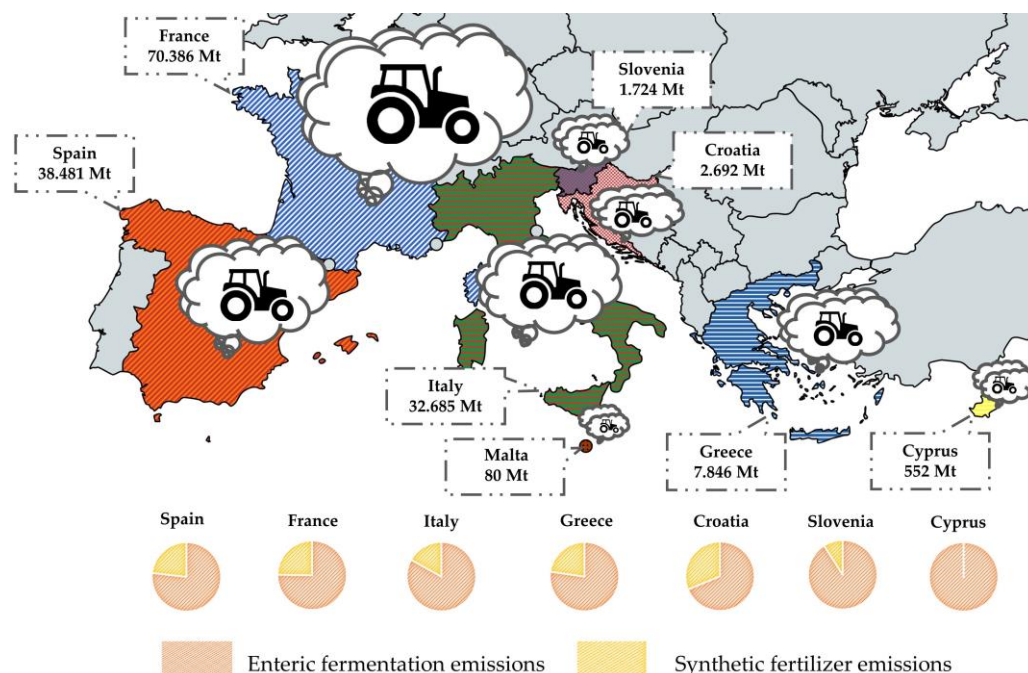 France
70.386 Mt
Slovenia
1.724 Mt
Spain
38.481 Mt
Croatia
2.692 Mt
Italy
32.685 Mt
Malta
80 Mt
Greece
7.846 Mt
Cyprus
552 Mt
Spain
France
Italy
Greece
Croatia
Slovenia
Cyprus
Enteric fermentation emissions
Synthetic fertilizer emissions